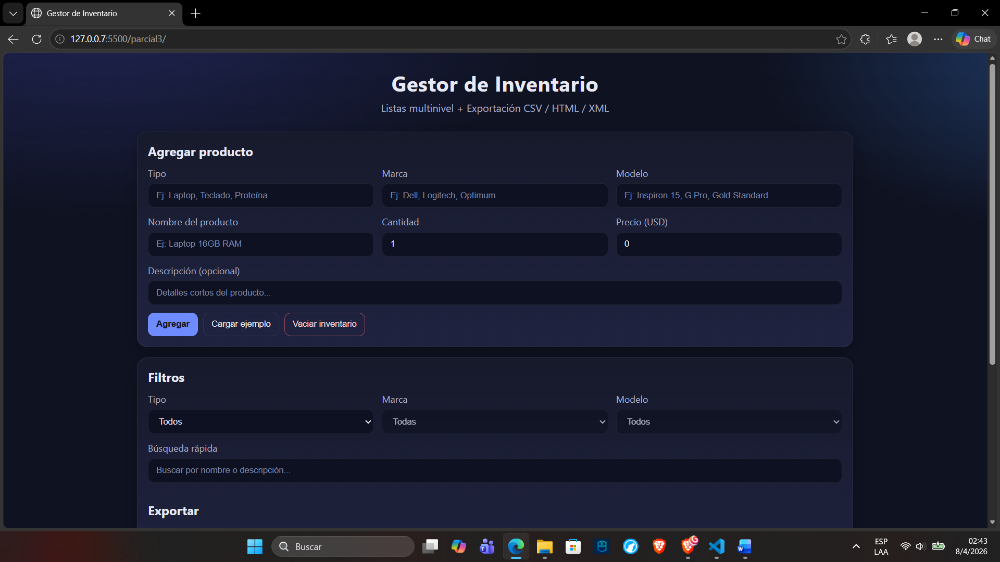 Gestor de Inventario
127.0.0.7:5500/parcial3/
Chat
Gestor de Inventario
Listas multinivel + Exportación CSV / HTML / XML
Agregar producto
Tipo Marca Modelo
Ej: Laptop, Teclado, Proteína Ej: Dell, Logitech, Optimum Ej: Inspiron 15, G Pro, Gold Standard
Nombre del producto Cantidad Precio (USD)
Ej: Laptop 16GB RAM 1 0
Descripción (opcional)
Detalles cortos del producto...
Agregar Cargar ejemplo Vaciar inventario
Filtros
Tipo Marca Modelo
Todos Todas Todos
Búsqueda rápida
Buscar por nombre o descripción...
Exportar
Buscar
ESP
LAA
02:43
8/4/2026